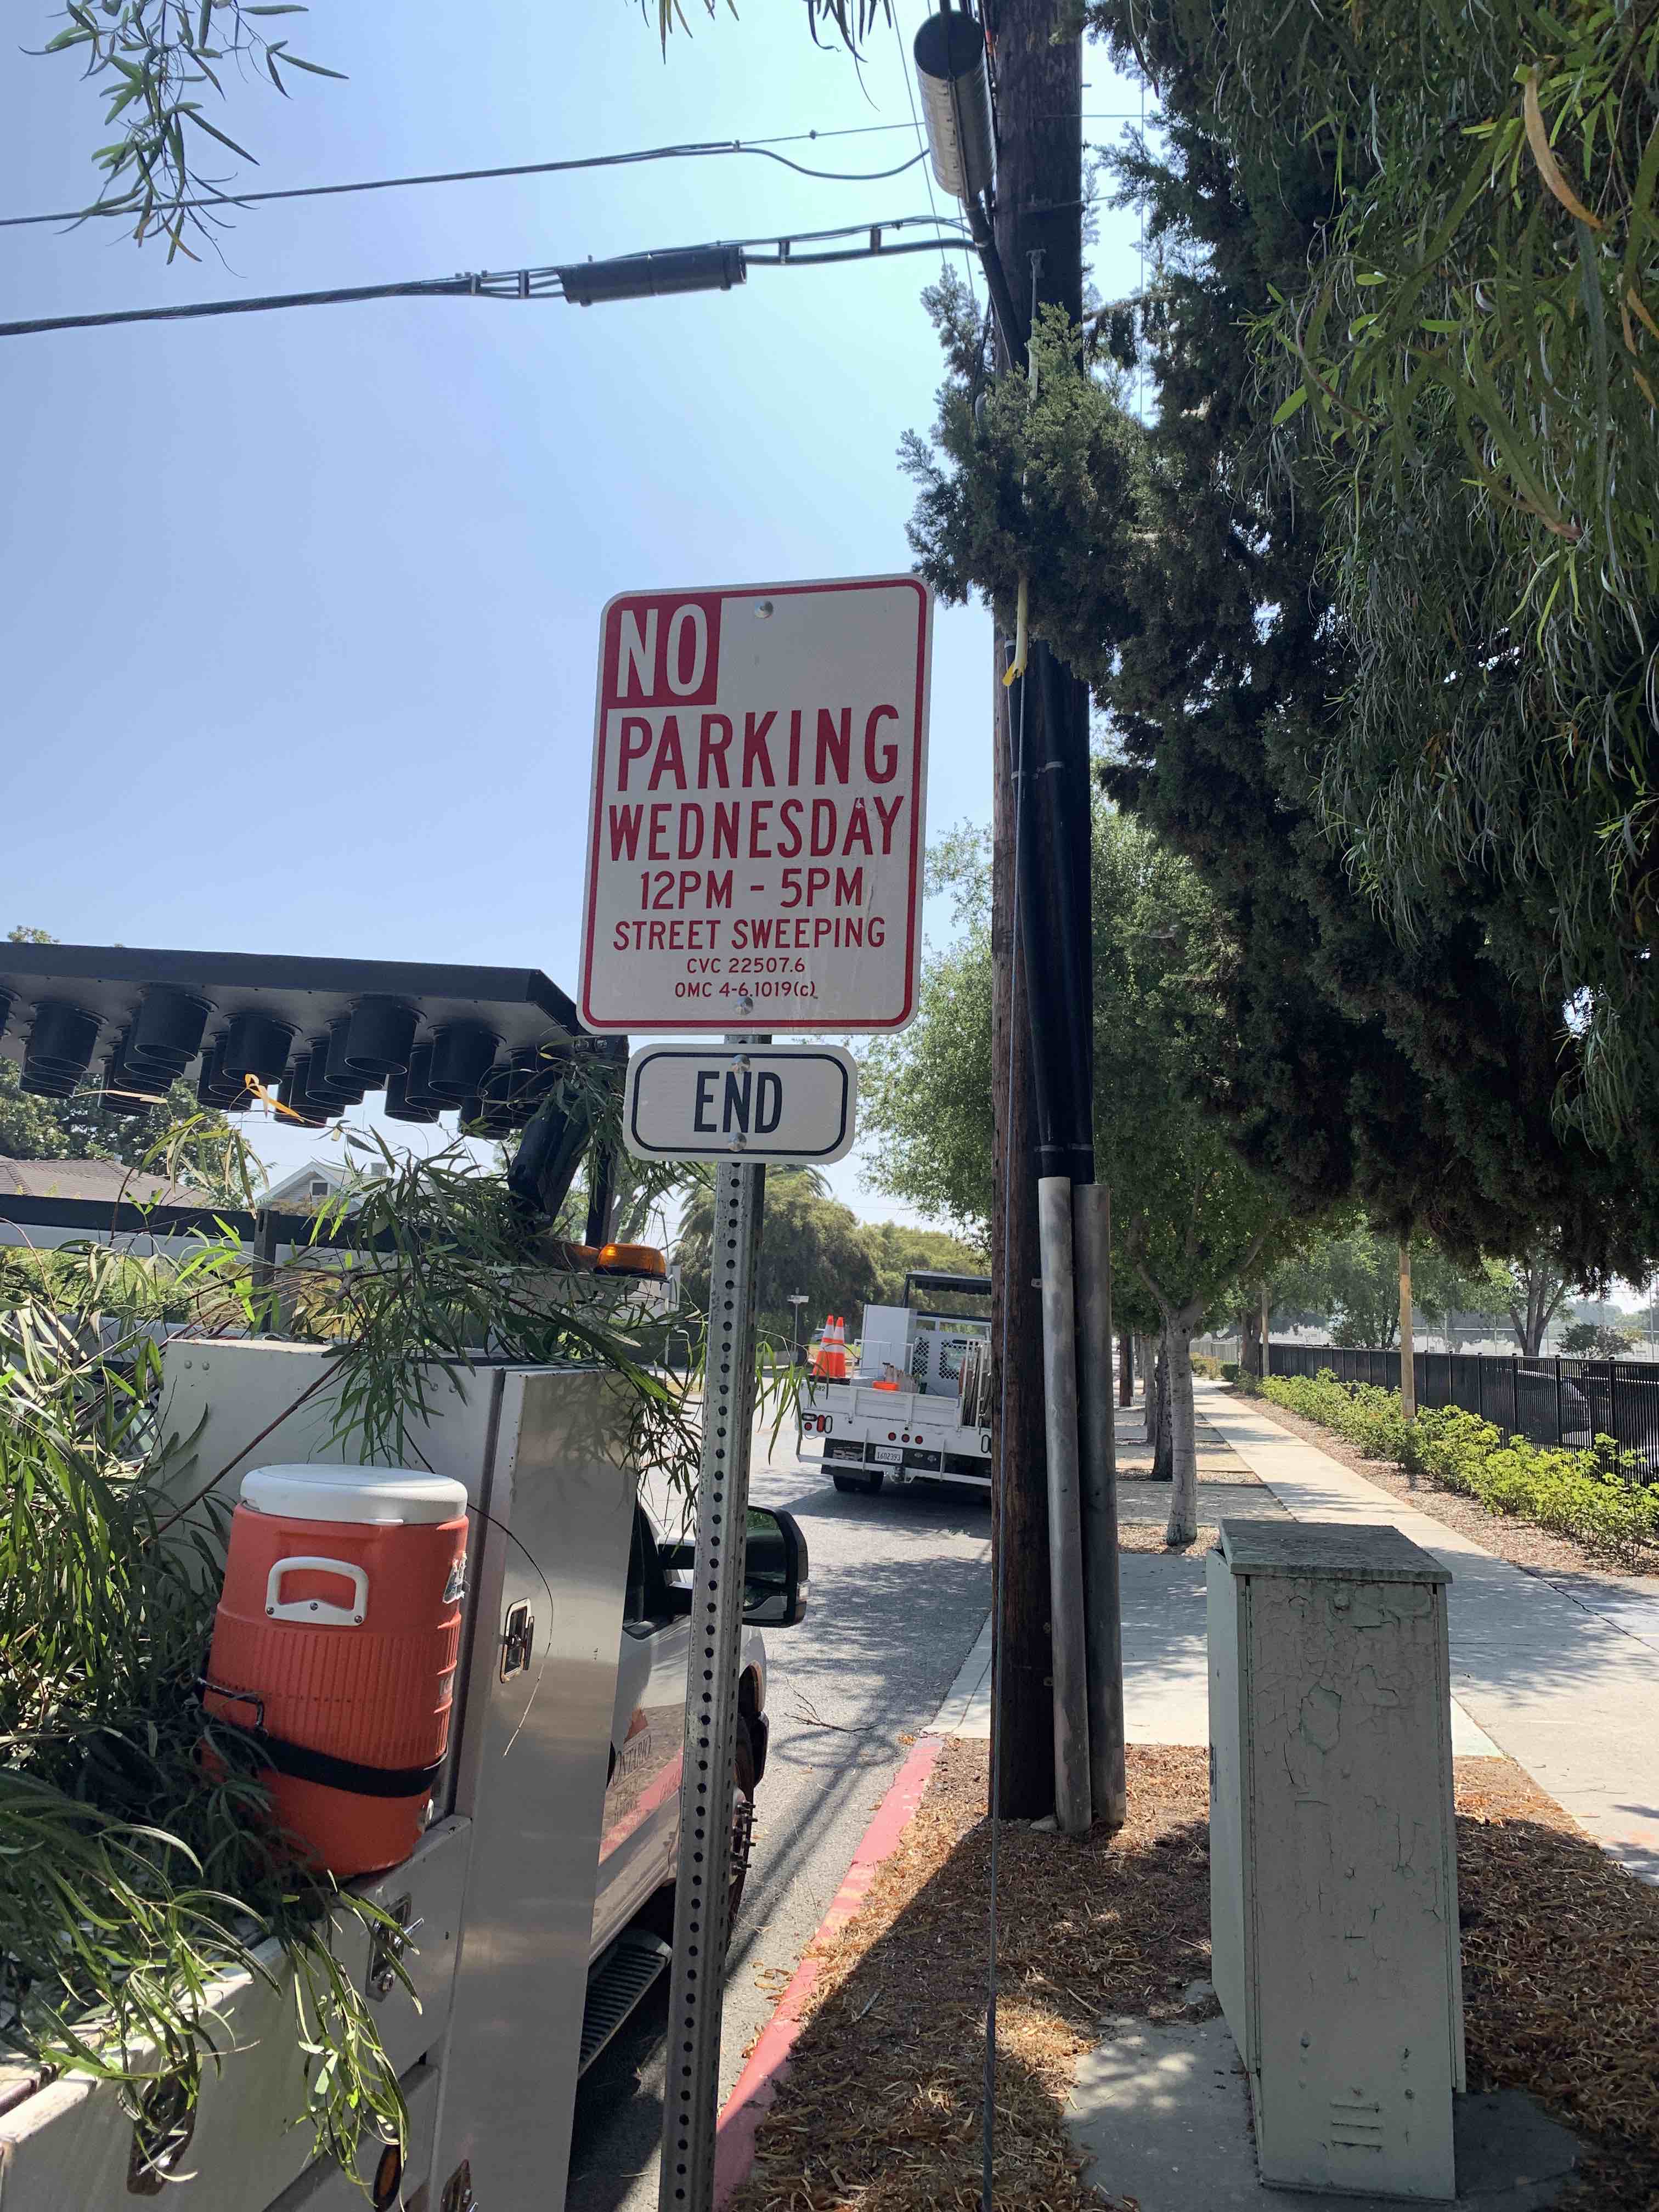 NO
PARKING
WEDNESDAY
12PM - 5PM
STREET SWEEPING
CVC 22507.6
OMC 4-6.1019(c)
END